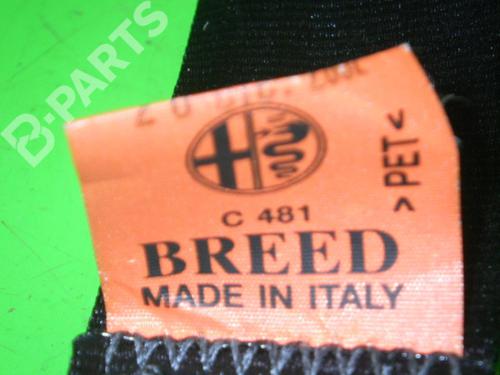 B-PARTS
C 481
BREED
MADE IN ITALY
>PET<